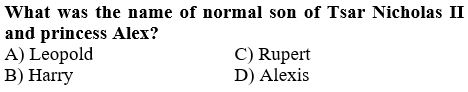 What was the name of normal son of Tsar Nicholas II
and princess Alex?
A) Leopold C) Rupert
B) Harry D) Alexis